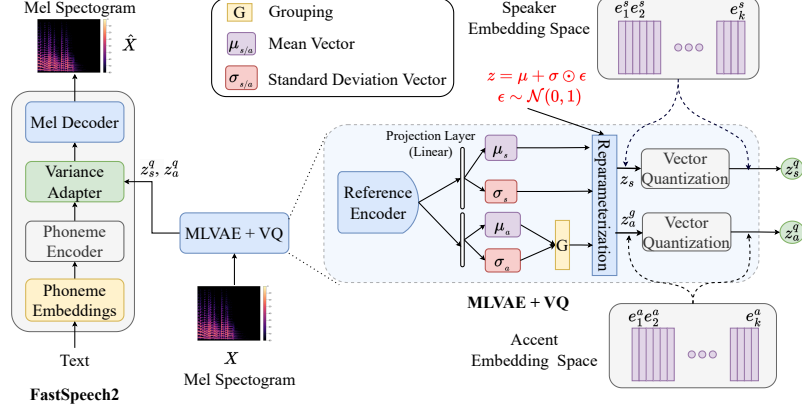 Mel Spectogram
X̂
Mel Decoder
Variance
Adapter
Phoneme
Encoder
Phoneme
Embeddings
Text
FastSpeech2
z_s^q, z_a^q
MLVAE + VQ
X
Mel Spectogram
G Grouping
μ_{s/a} Mean Vector
σ_{s/a} Standard Deviation Vector
z = μ + σ ⊙ ϵ
ϵ ∼ N(0, 1)
Projection Layer
(Linear)
Reference
Encoder
μ_s
σ_s
μ_a
σ_a
G
Reparameterization
z_s
z_a^g
Vector
Quantization
Vector
Quantization
z_s^q
z_a^q
MLVAE + VQ
Speaker
Embedding Space
e_1^s e_2^s e_k^s
Accent
Embedding Space
e_1^a e_2^a e_k^a